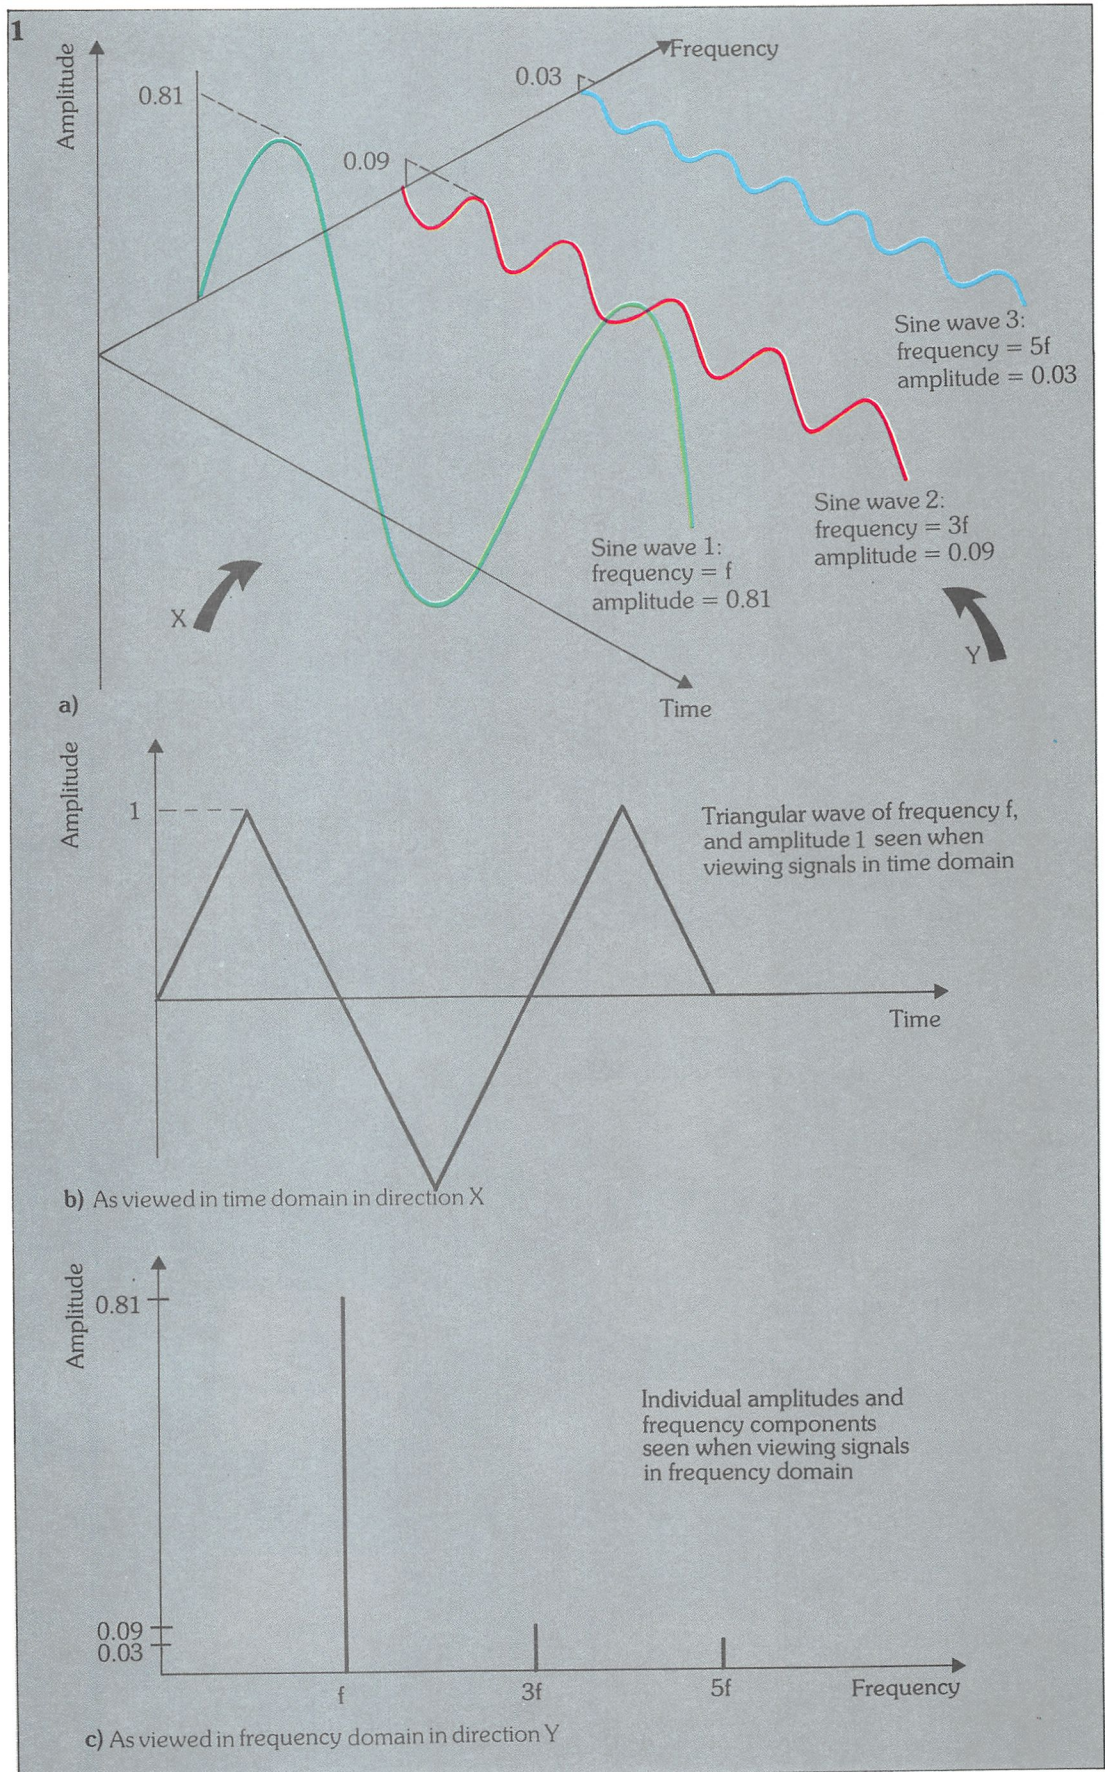 1
Amplitude
Frequency
0.03
0.81
0.09
Sine wave 3:
frequency = 5f
amplitude = 0.03
Sine wave 2:
frequency = 3f
amplitude = 0.09
Sine wave 1:
frequency = f
amplitude = 0.81
X
Y
Time
a)
Amplitude
1
Triangular wave of frequency f,
and amplitude 1 seen when
viewing signals in time domain
Time
b) As viewed in time domain in direction X
Amplitude
0.81
Individual amplitudes and
frequency components
seen when viewing signals
in frequency domain
0.09
0.03
f
3f
5f
Frequency
c) As viewed in frequency domain in direction Y